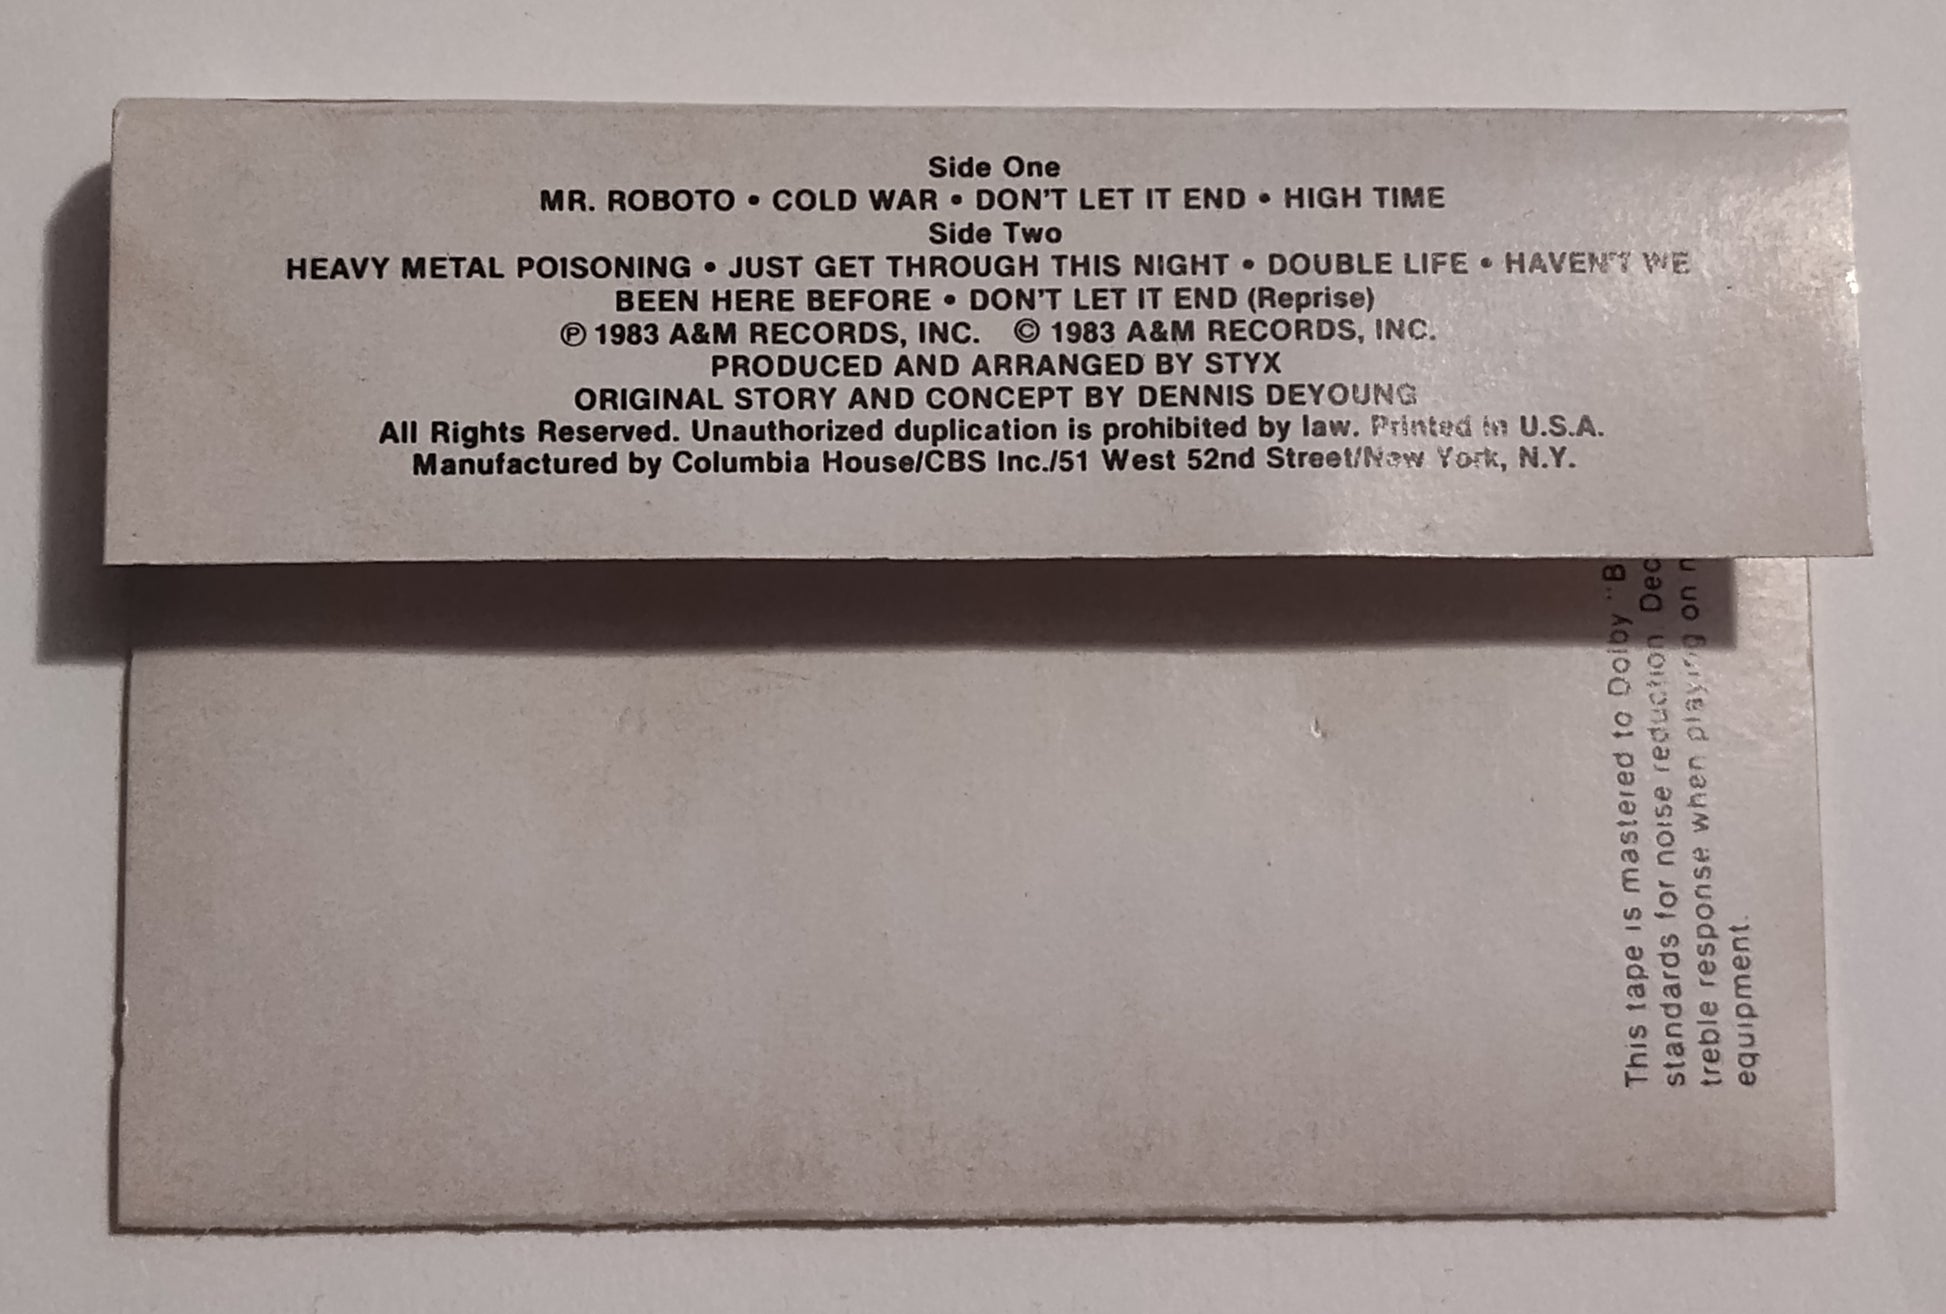 Side One
MR. ROBOTO • COLD WAR • DON'T LET IT END • HIGH TIME
Side Two
HEAVY METAL POISONING • JUST GET THROUGH THIS NIGHT • DOUBLE LIFE • HAVEN'T WE
BEEN HERE BEFORE • DON'T LET IT END (Reprise)
℗ 1983 A&M RECORDS, INC. © 1983 A&M RECORDS, INC.
PRODUCED AND ARRANGED BY STYX
ORIGINAL STORY AND CONCEPT BY DENNIS DEYOUNG
All Rights Reserved. Unauthorized duplication is prohibited by law. Printed in U.S.A.
Manufactured by Columbia House/CBS Inc./51 West 52nd Street/New York, N.Y.
This tape is mastered to Dolby "B
standards for noise reduction. Dec
treble response when playing on
equipment.